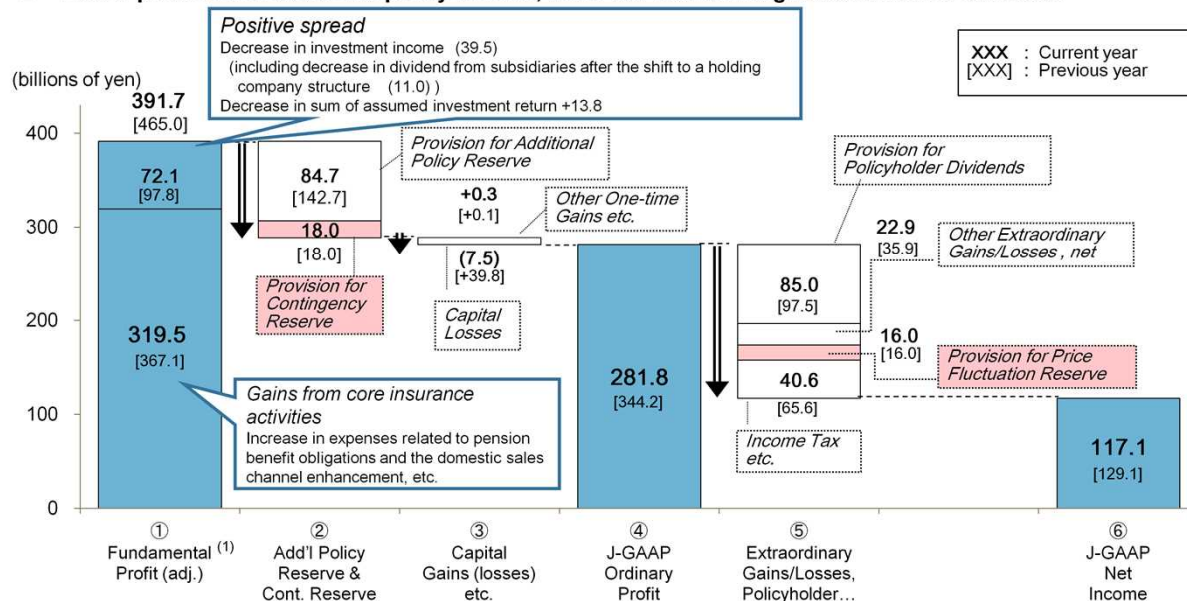 Positive spread
Decrease in investment income (39.5)
(including decrease in dividend from subsidiaries after the shift to a holding
company structure (11.0) )
Decrease in sum of assumed investment return +13.8
XXX : Current year
[XXX] : Previous year
(billions of yen)
391.7
[465.0]
400
300
200
100
0
72.1
[97.8]
319.5
[367.1]
Gains from core insurance
activities
Increase in expenses related to pension
benefit obligations and the domestic sales
channel enhancement, etc.
Provision for Additional
Policy Reserve
84.7
[142.7]
18.0
[18.0]
Provision for
Contingency
Reserve
+0.3
[+0.1]
Other One-time
Gains etc.
(7.5)
[+39.8]
Capital
Losses
281.8
[344.2]
Provision for
Policyholder Dividends
22.9
[35.9]
Other Extraordinary
Gains/Losses , net
85.0
[97.5]
16.0
[16.0]
Provision for Price
Fluctuation Reserve
40.6
[65.6]
Income Tax
etc.
117.1
[129.1]
①
Fundamental (1)
Profit (adj.)
②
Add'l Policy
Reserve &
Cont. Reserve
③
Capital
Gains (losses)
etc.
④
J-GAAP
Ordinary
Profit
⑤
Extraordinary
Gains/Losses,
Policyholder…
⑥
J-GAAP
Net
Income